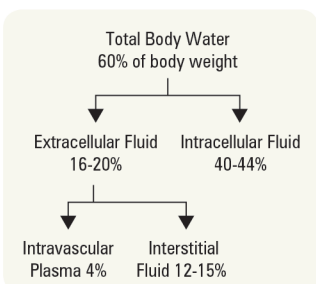 Total Body Water
60% of body weight
Extracellular Fluid
16-20%
Intracellular Fluid
40-44%
Intravascular
Plasma 4%
Interstitial
Fluid 12-15%